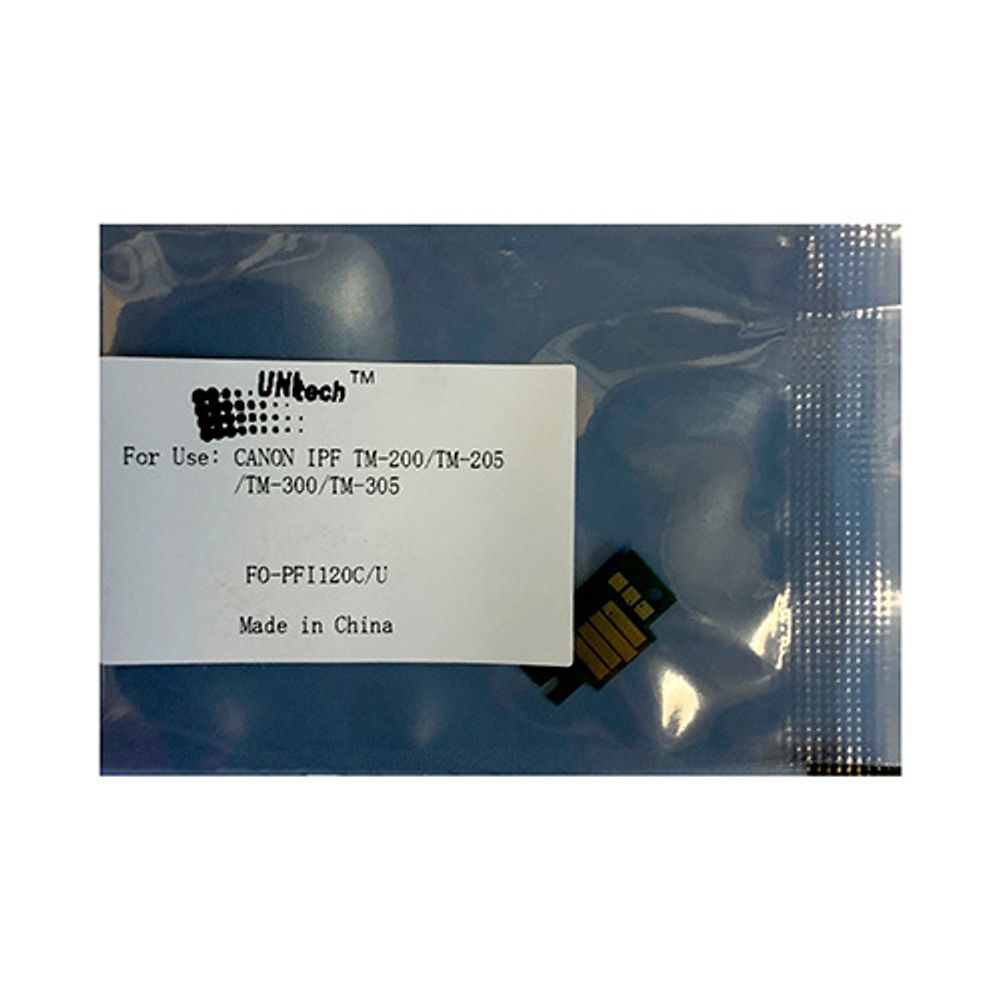 UNItech™
For Use: CANON IPF TM-200/TM-205
/TM-300/TM-305
FO-PFI120C/U
Made in China